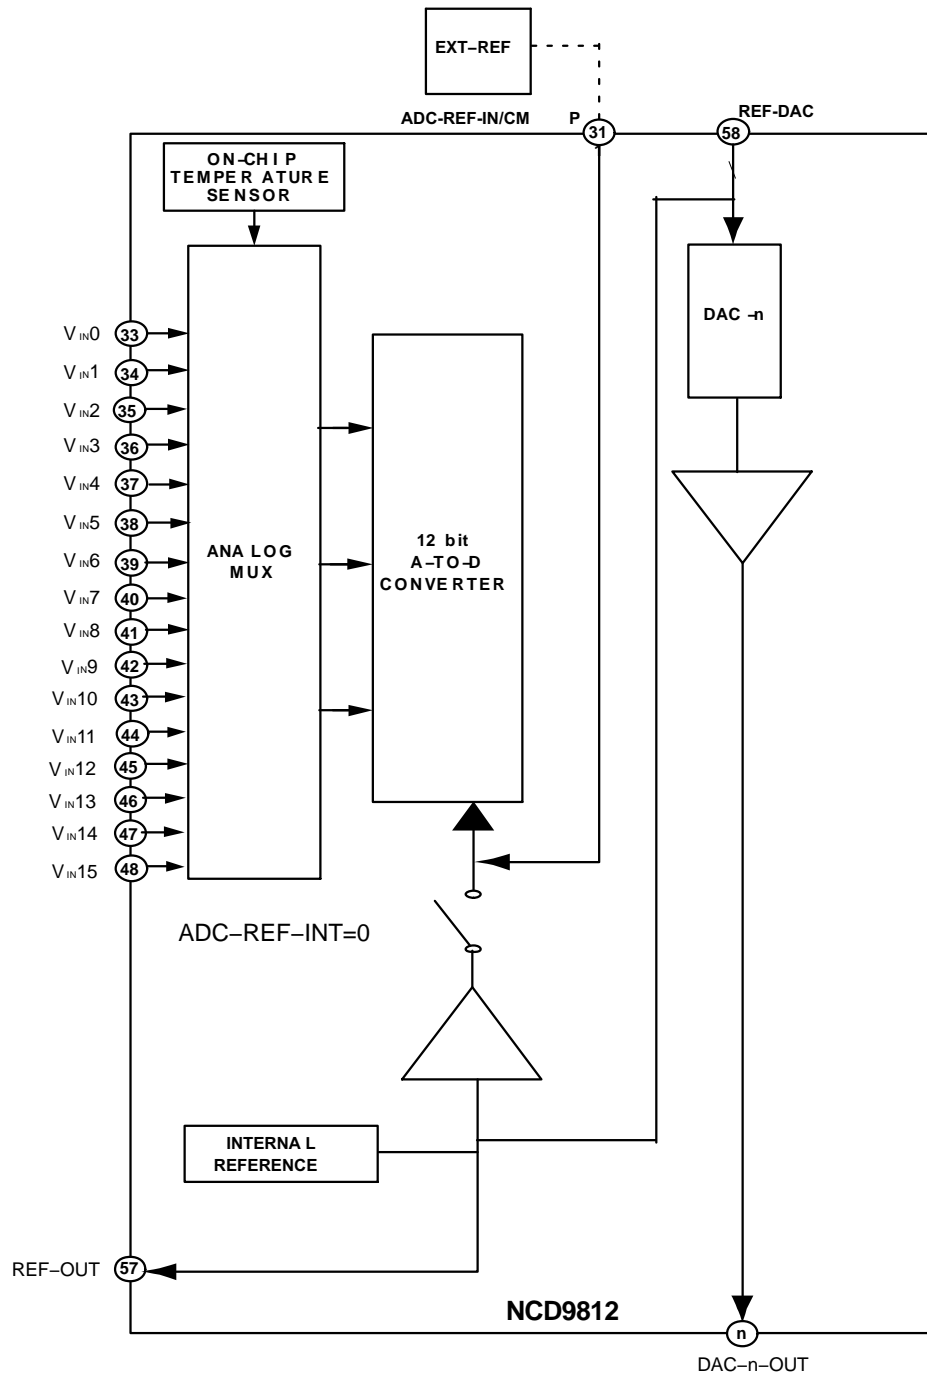 EXT–REF
ADC-REF-IN/CM P
REF-DAC
31
58
ON–CHIP
TEMPERATURE
SENSOR
DAC –n
VIN0 33
VIN1 34
VIN2 35
VIN3 36
VIN4 37
VIN5 38
VIN6 39
VIN7 40
VIN8 41
VIN9 42
VIN10 43
VIN11 44
VIN12 45
VIN13 46
VIN14 47
VIN15 48
ANALOG
MUX
12 bit
A–TO–D
CONVERTER
ADC–REF–INT=0
INTERNAL
REFERENCE
REF–OUT 57
NCD9812
n
DAC–n–OUT